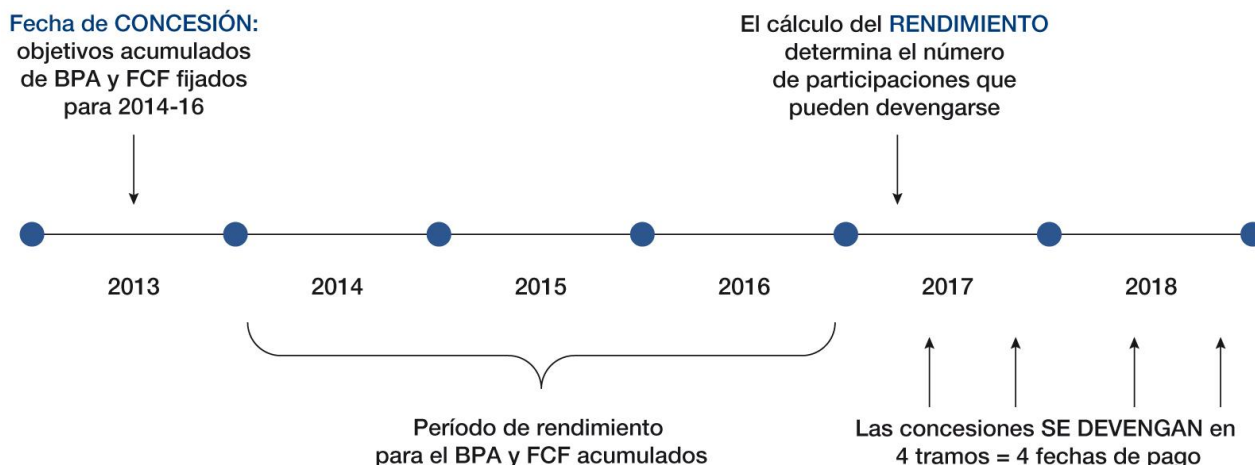 Fecha de CONCESIÓN:
objetivos acumulados
de BPA y FCF fijados
para 2014-16
El cálculo del RENDIMIENTO
determina el número
de participaciones que
pueden devengarse
2013
2014
2015
2016
2017
2018
Período de rendimiento
para el BPA y FCF acumulados
Las concesiones SE DEVENGAN en
4 tramos = 4 fechas de pago